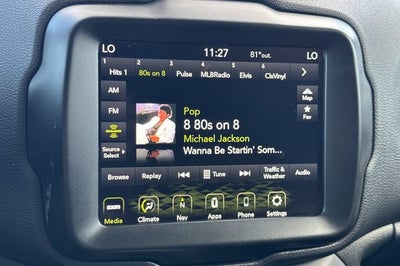 LO 11:27 81°out. LO
1 2 3 4 5 6
Hits 1 80s on 8 Pulse MLBRadio Elvis ClsVinyl
AM
FM
Source
Select
Map
Fav
Pop
8 80s on 8
Michael Jackson
Wanna Be Startin' Som...
Browse Replay Tune Traffic & Weather Audio
Media Climate Nav Apps Phone Settings